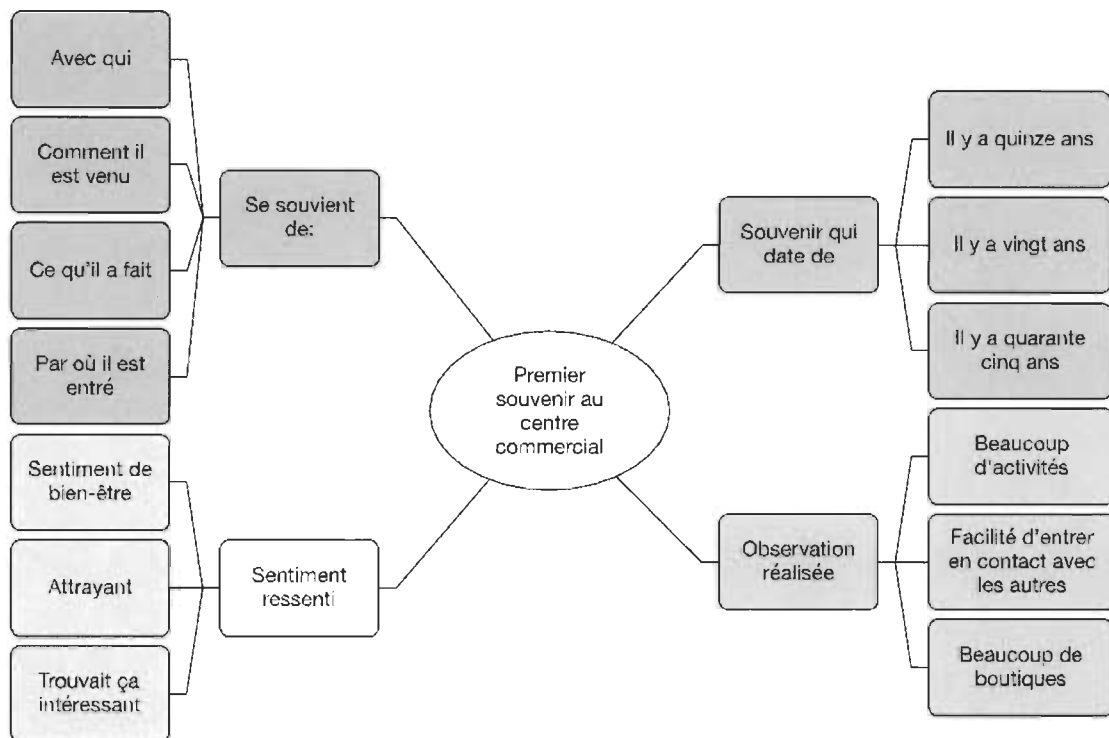 Avec qui
Comment il
est venu
Ce qu'il a fait
Par où il est
entré
Se souvient
de:
Sentiment de
bien-être
Attrayant
Trouvait ça
intéressant
Sentiment
ressenti
Premier
souvenir au
centre
commercial
Souvenir qui
date de
Il y a quinze ans
Il y a vingt ans
Il y a quarante
cinq ans
Observation
réalisée
Beaucoup
d'activités
Facilité d'entrer
en contact avec
les autres
Beaucoup de
boutiques